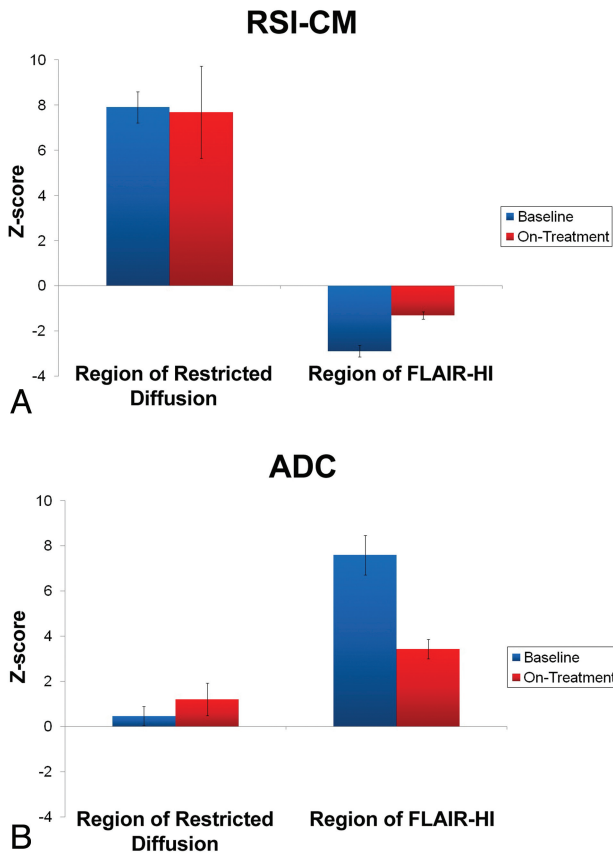 RSI-CM
10
8
6
4
2
0
-2
-4
Z-score
Baseline
On-Treatment
Region of Restricted
Diffusion
Region of FLAIR-HI
A
ADC
10
8
6
4
2
0
-2
-4
Z-score
Baseline
On-Treatment
Region of Restricted
Diffusion
Region of FLAIR-HI
B